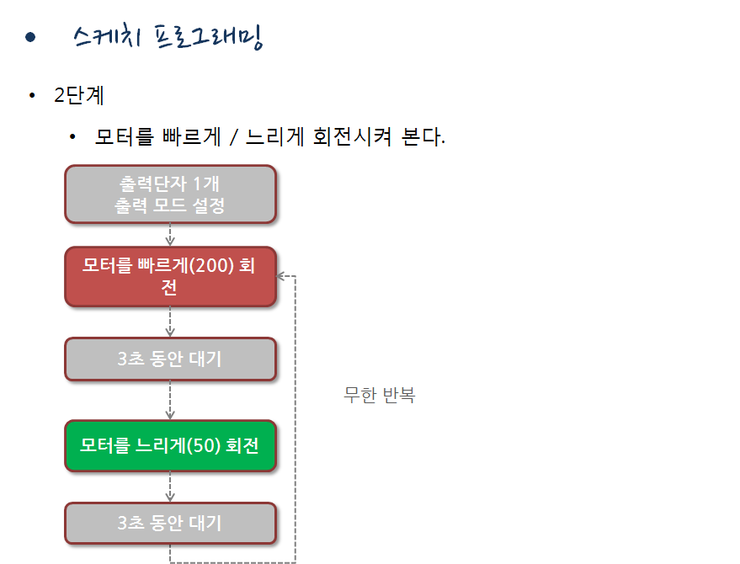 스케치 프로그래밍
2단계
모터를 빠르게 / 느리게 회전시켜 본다.
출력단자 1개
출력 모드 설정
모터를 빠르게(200) 회
전
3초 동안 대기
무한 반복
모터를 느리게(50) 회전
3초 동안 대기